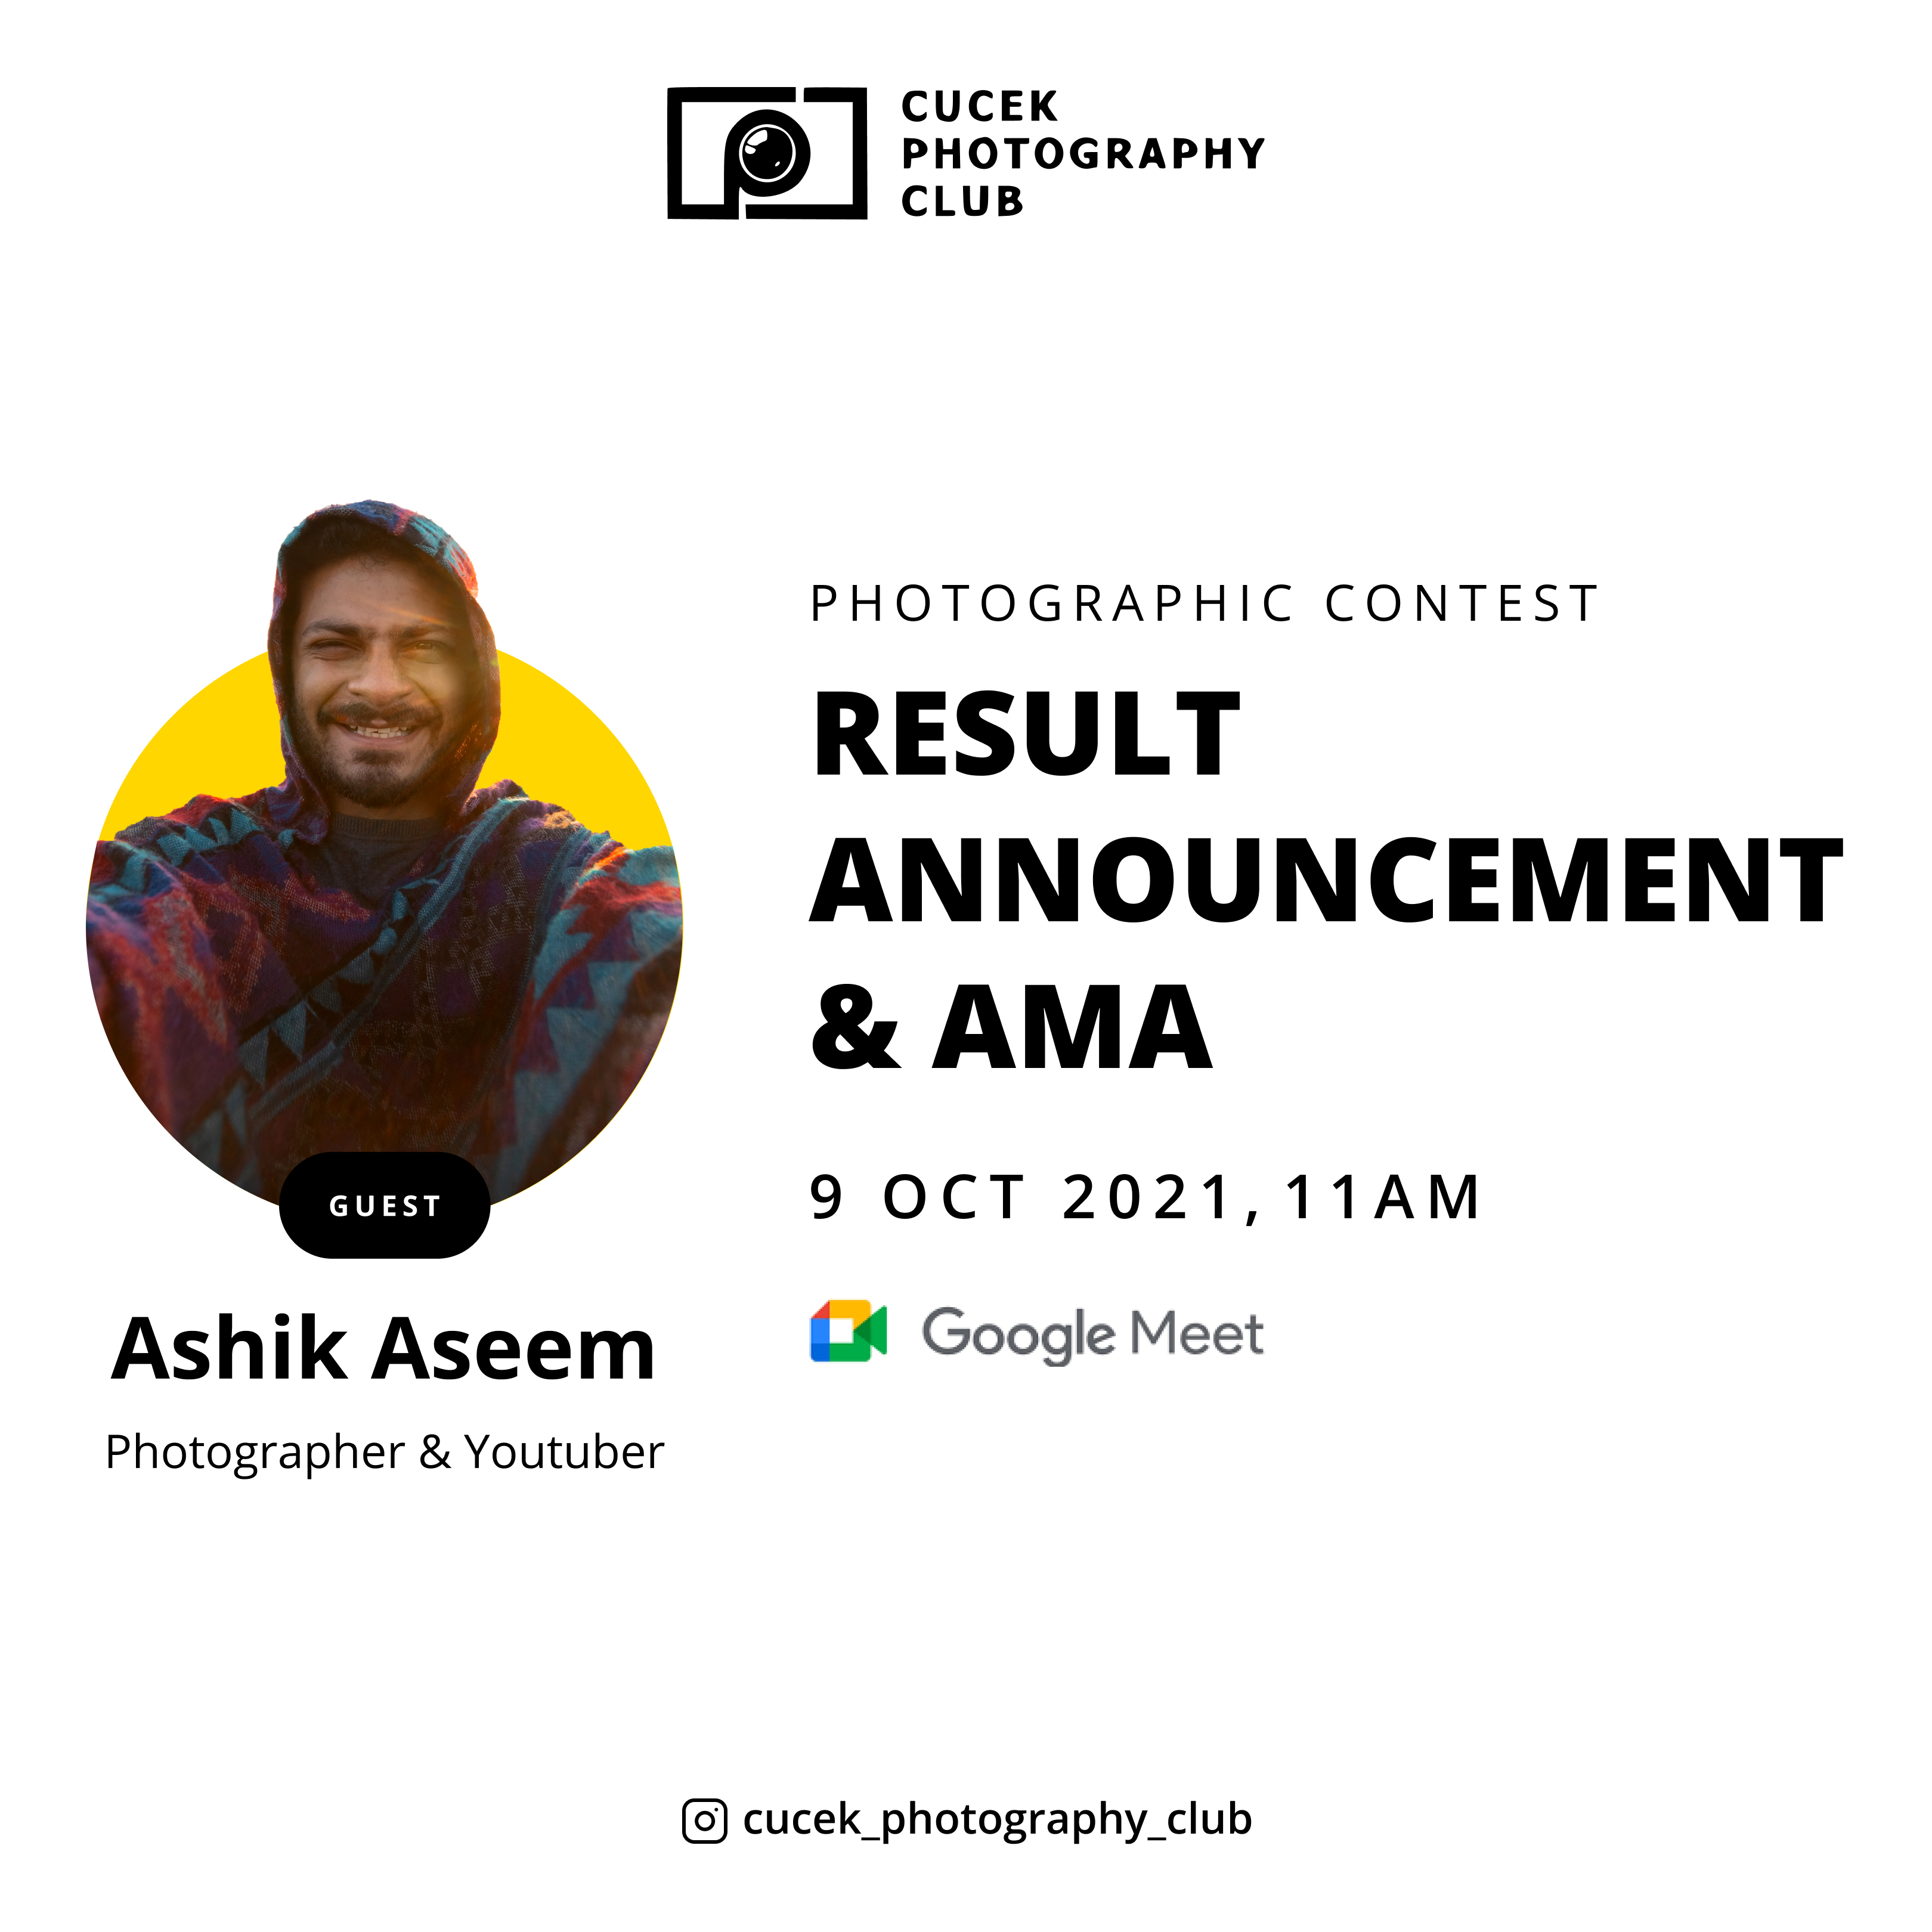 CUCEK
PHOTOGRAPHY
CLUB
PHOTOGRAPHIC CONTEST
RESULT
ANNOUNCEMENT
& AMA
9 OCT 2021, 11AM
Google Meet
GUEST
Ashik Aseem
Photographer & Youtuber
cucek_photography_club